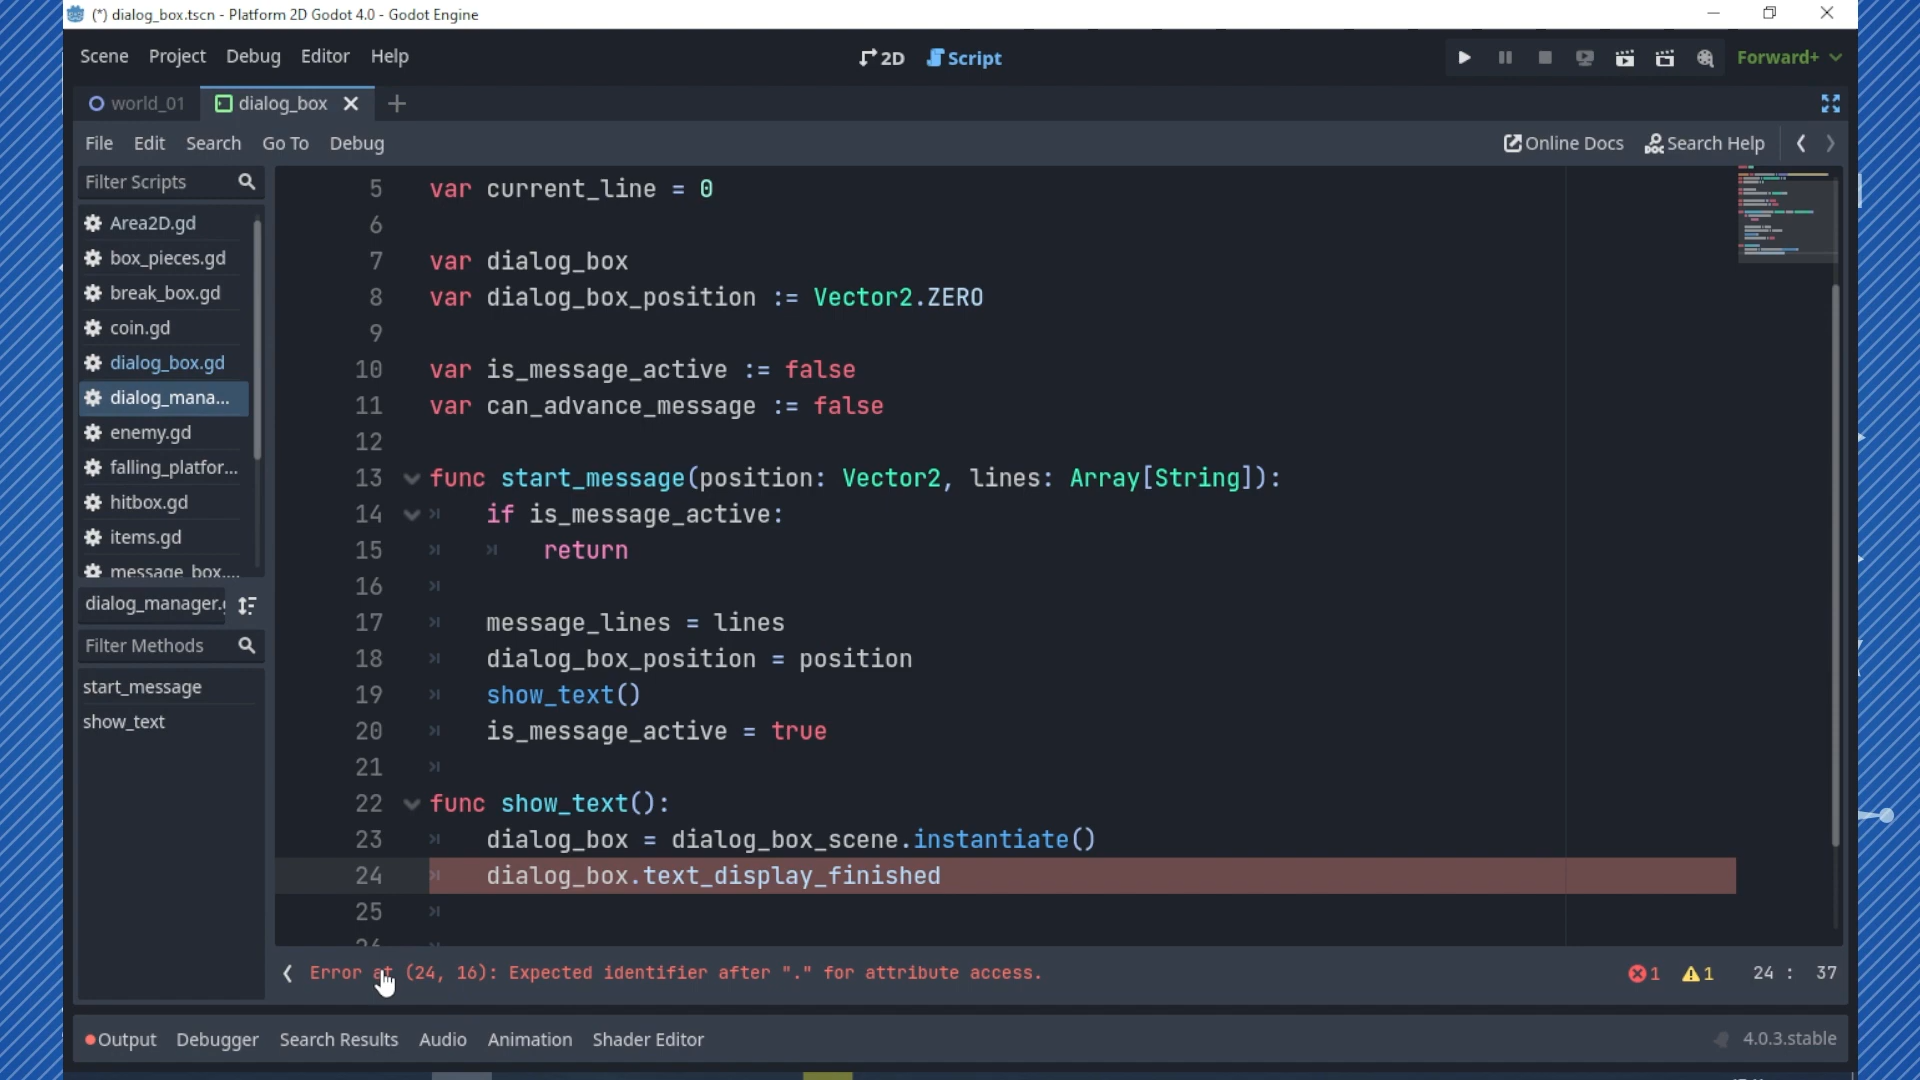 (*) dialog_box.tscn - Platform 2D Godot 4.0 - Godot Engine
Scene Project Debug Editor Help
2D Script
Forward+
world_01 dialog_box
File Edit Search Go To Debug
Online Docs Search Help
Filter Scripts
Area2D.gd
box_pieces.gd
break_box.gd
coin.gd
dialog_box.gd
dialog_mana...
enemy.gd
falling_platfor...
hitbox.gd
items.gd
message_box....
dialog_manager.
Filter Methods
start_message
show_text
5 var current_line = 0
6
7 var dialog_box
8 var dialog_box_position := Vector2.ZERO
9
10 var is_message_active := false
11 var can_advance_message := false
12
13 func start_message(position: Vector2, lines: Array[String]):
14 if is_message_active:
15 return
16
17 message_lines = lines
18 dialog_box_position = position
19 show_text()
20 is_message_active = true
21
22 func show_text():
23 dialog_box = dialog_box_scene.instantiate()
24 dialog_box.text_display_finished
25
26
Error at (24, 16): Expected identifier after "." for attribute access.
1 1 24 : 37
Output Debugger Search Results Audio Animation Shader Editor
4.0.3.stable